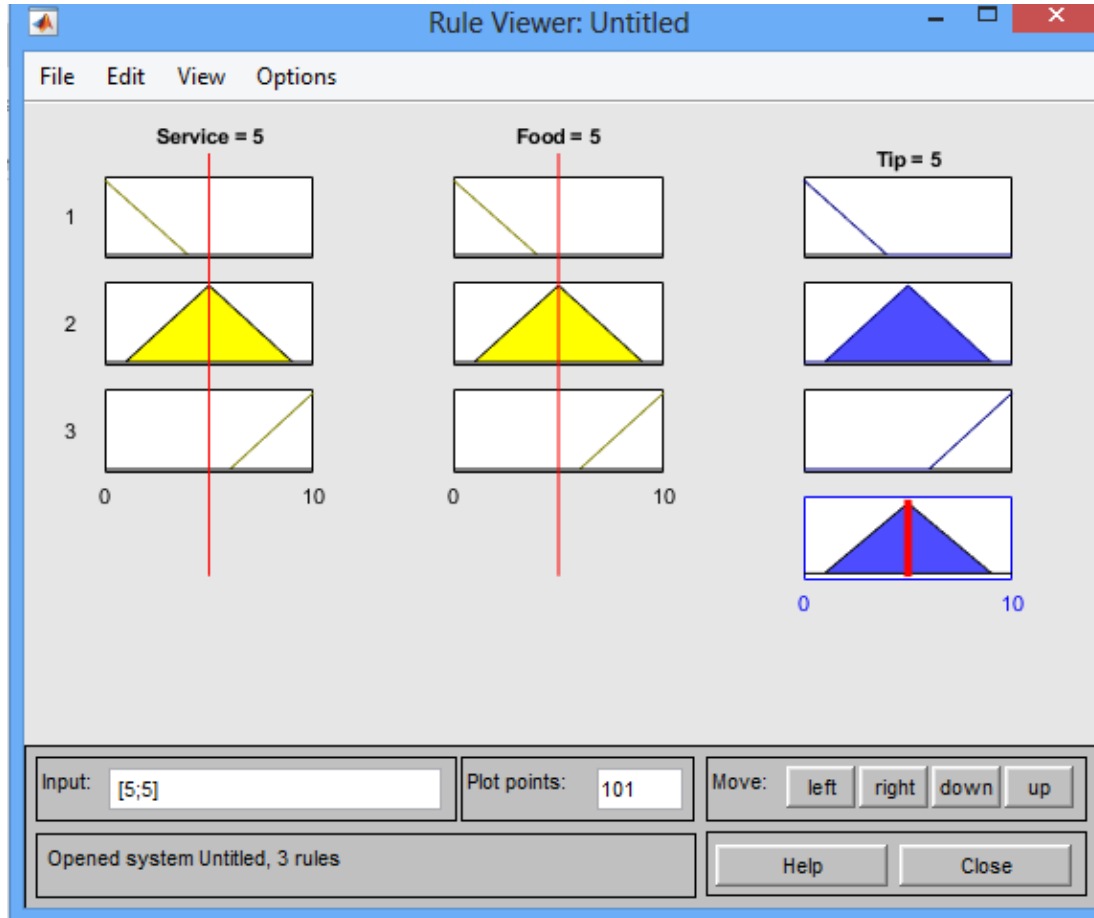 Rule Viewer: Untitled
File Edit View Options
Service = 5
Food = 5
Tip = 5
1
2
3
0 10
0 10
0 10
Input: [5;5]
Plot points: 101
Move: left right down up
Opened system Untitled, 3 rules
Help Close